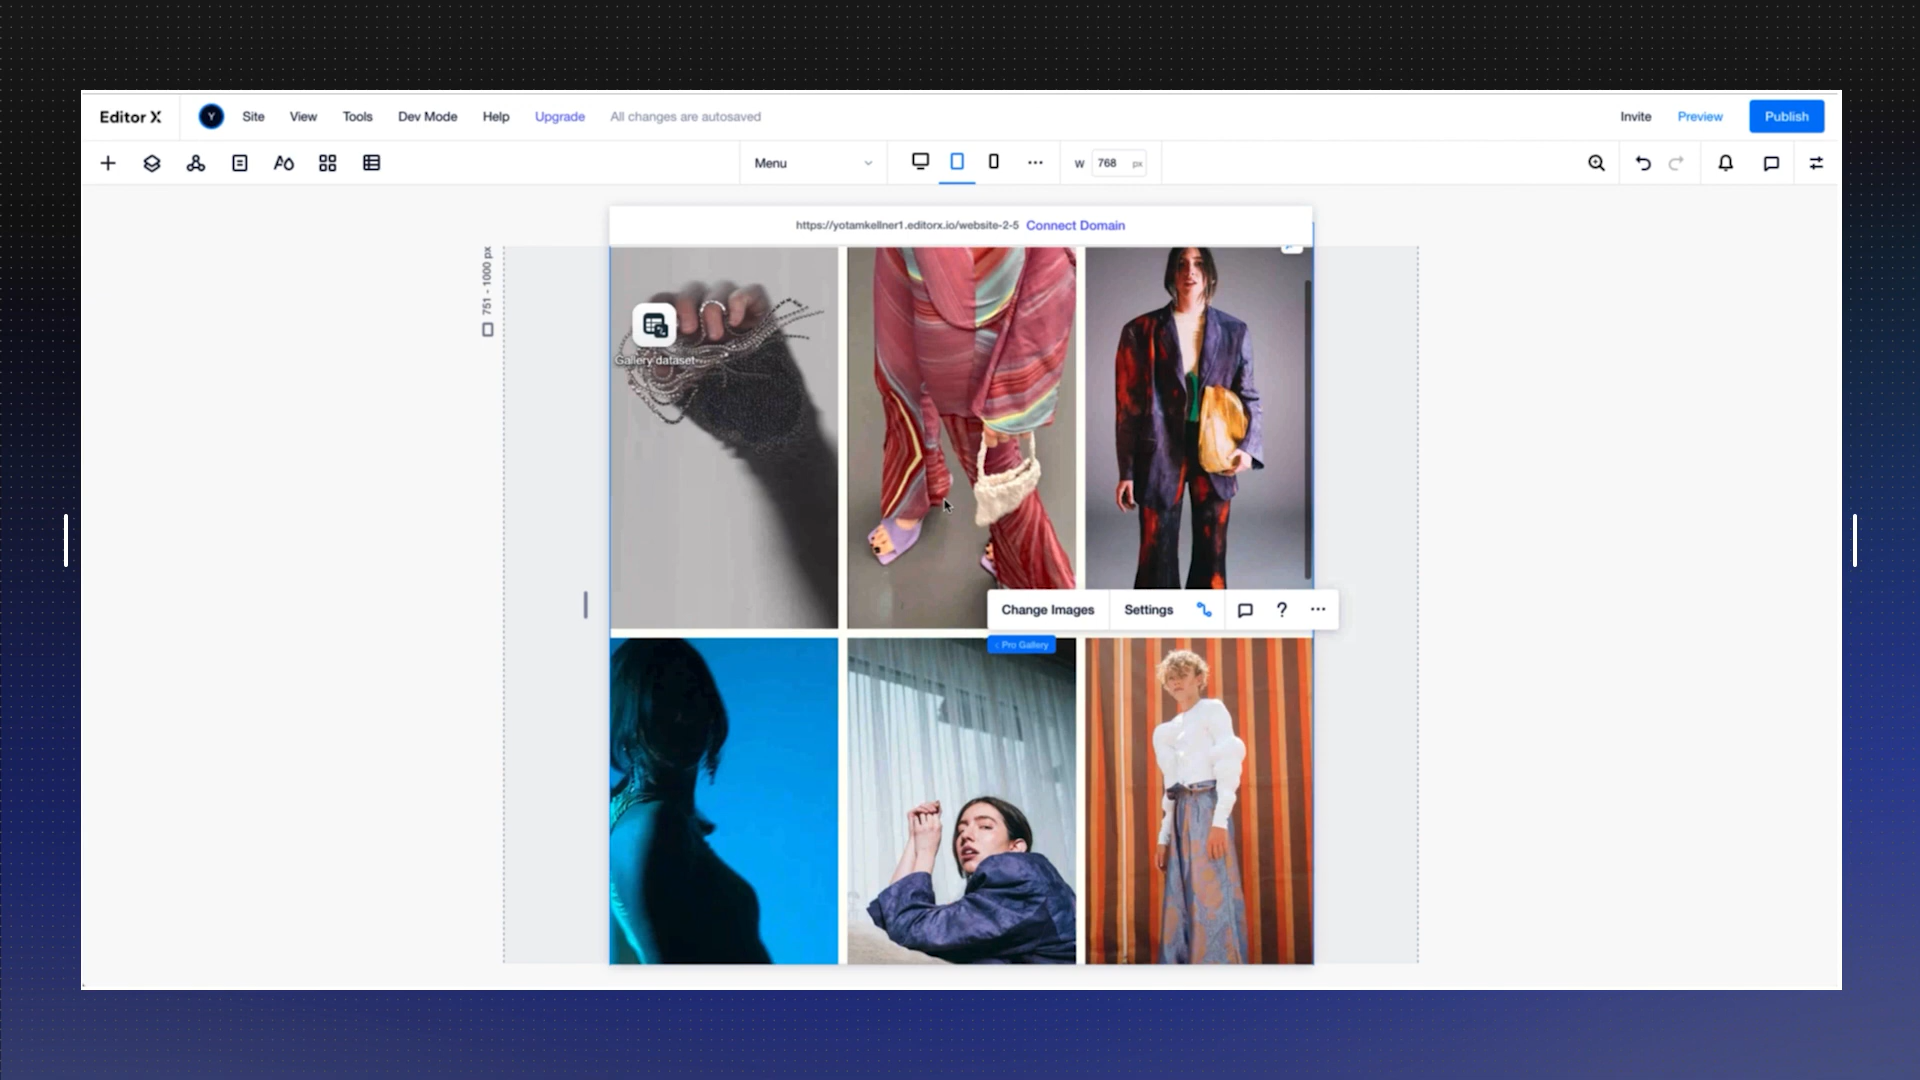 Editor X Y Site View Tools Dev Mode Help Upgrade All changes are autosaved Invite Preview Publish
Menu W 768 px
https://yotamkellner1.editorx.io/website-2-5 Connect Domain
751 - 1000 px
Gallery dataset
Change Images Settings ?
< Pro Gallery